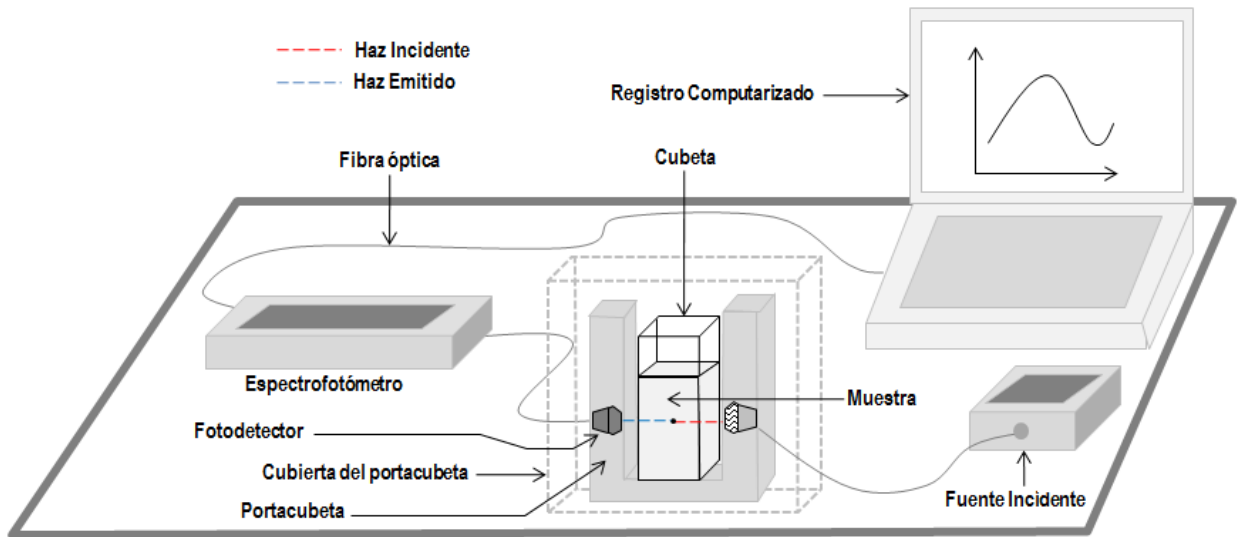 Haz Incidente
Haz Emitido
Registro Computarizado
Fibra óptica
Cubeta
Espectrofotómetro
Muestra
Fotodetector
Cubierta del portacubeta
Portacubeta
Fuente Incidente